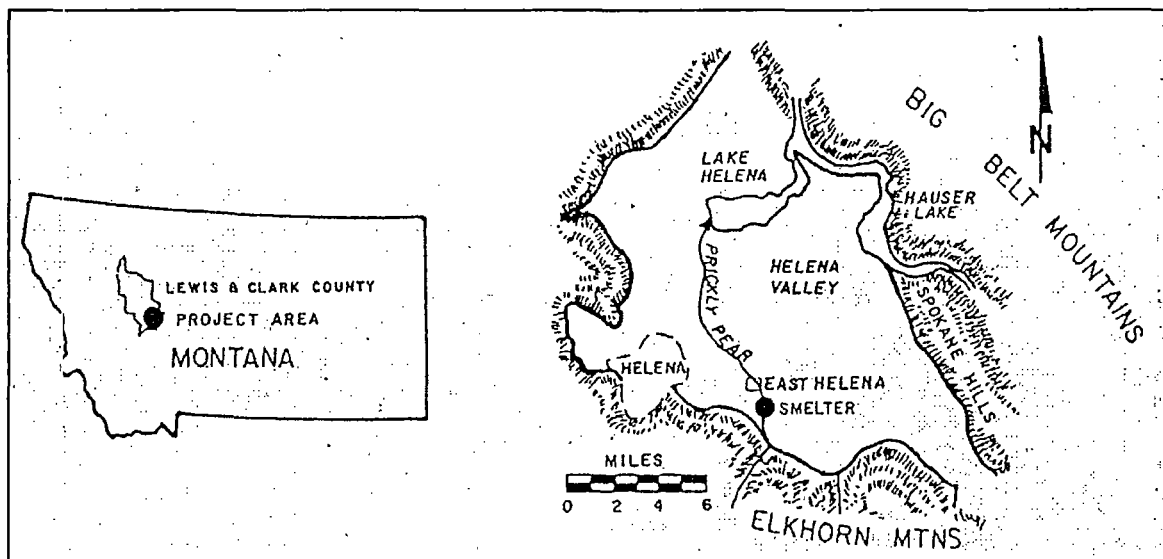 LEWIS & CLARK COUNTY
PROJECT AREA
MONTANA
BIG
BELT
MOUNTAINS
N
LAKE
HELENA
HAUSER
LAKE
PRICKLY PEAR
HELENA
VALLEY
SPOKANE HILLS
HELENA
EAST HELENA
SMELTER
MILES
0 2 4 6
ELKHORN MTNS